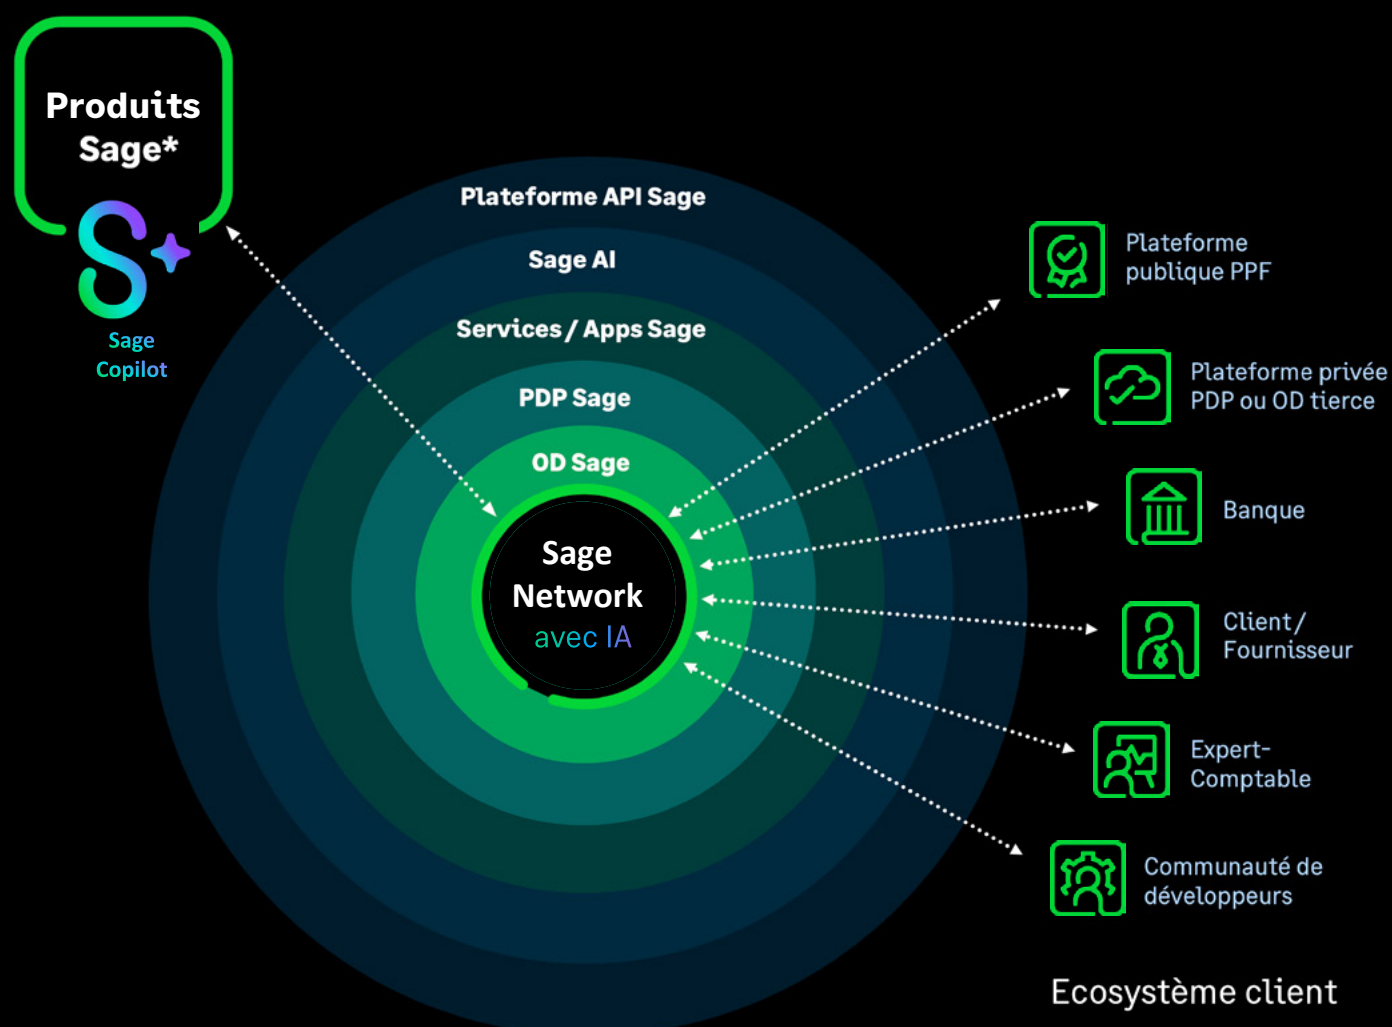 Produits
Sage*
Sage
Copilot
Plateforme API Sage
Sage AI
Services / Apps Sage
PDP Sage
OD Sage
Sage
Network
avec IA
Plateforme
publique PPF
Plateforme privée
PDP ou OD tierce
Banque
Client/
Fournisseur
Expert-
Comptable
Communauté de
développeurs
Ecosystème client